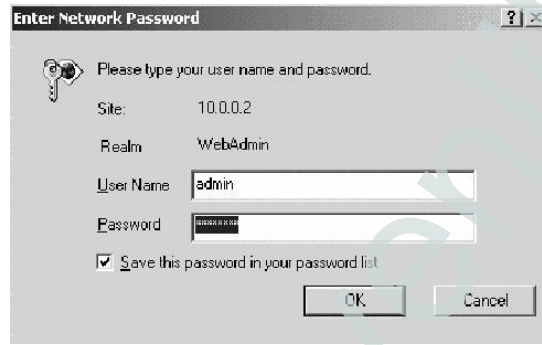 Enter Network Password
Please type your user name and password.
Site: 10.0.0.2
Realm WebAdmin
User Name admin
Password ********
Save this password in your password list
OK Cancel